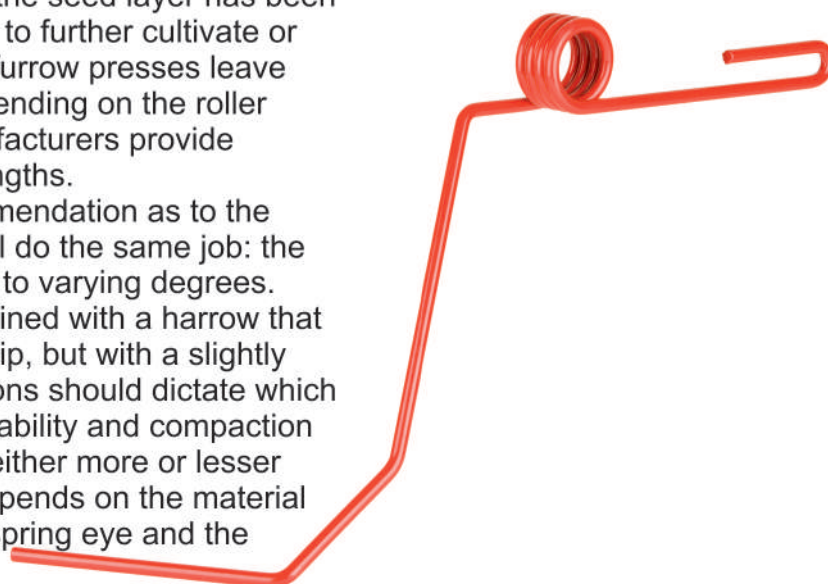 the seed layer has been
to further cultivate or
furrow presses leave
ending on the roller
facturers provide
ngths.
mendation as to the
l do the same job: the
to varying degrees.
ined with a harrow that
ip, but with a slightly
ons should dictate which
ability and compaction
either more or lesser
pends on the material
spring eye and the